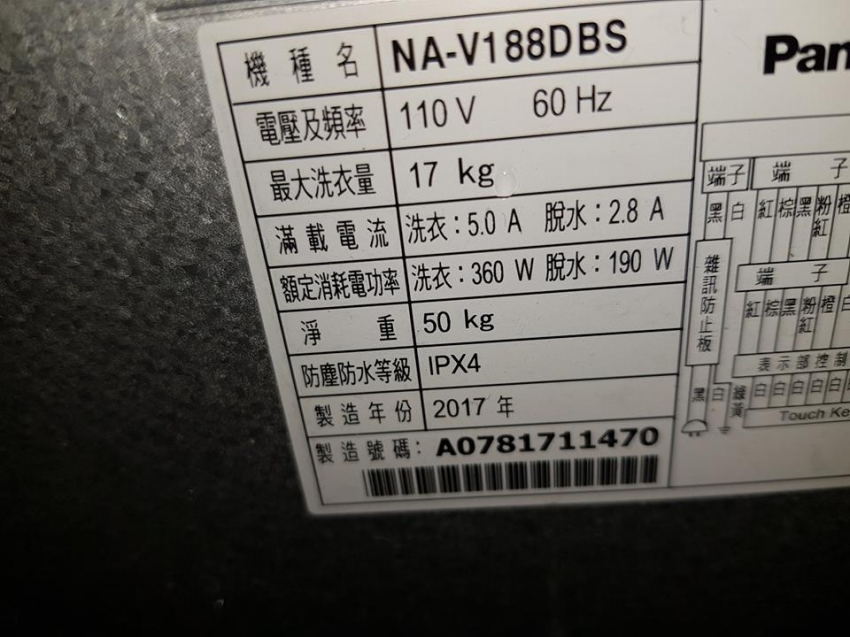 機種名 NA-V188DBS
電壓及頻率 110 V 60 Hz
最大洗衣量 17 kg
滿載電流 洗衣：5.0 A 脫水：2.8 A
額定消耗電功率 洗衣：360 W 脫水：190 W
淨重 50 kg
防塵防水等級 IPX4
製造年份 2017 年
製造號碼：A0781711470
Pan
端子 端子
黑 白 紅 棕 黑 粉紅 橙
雜訊防止板
端子
紅 棕 黑 粉紅 橙 白
表示部控制
黑 白 綠黃 白 白 白 白 白 白
Touch Ke